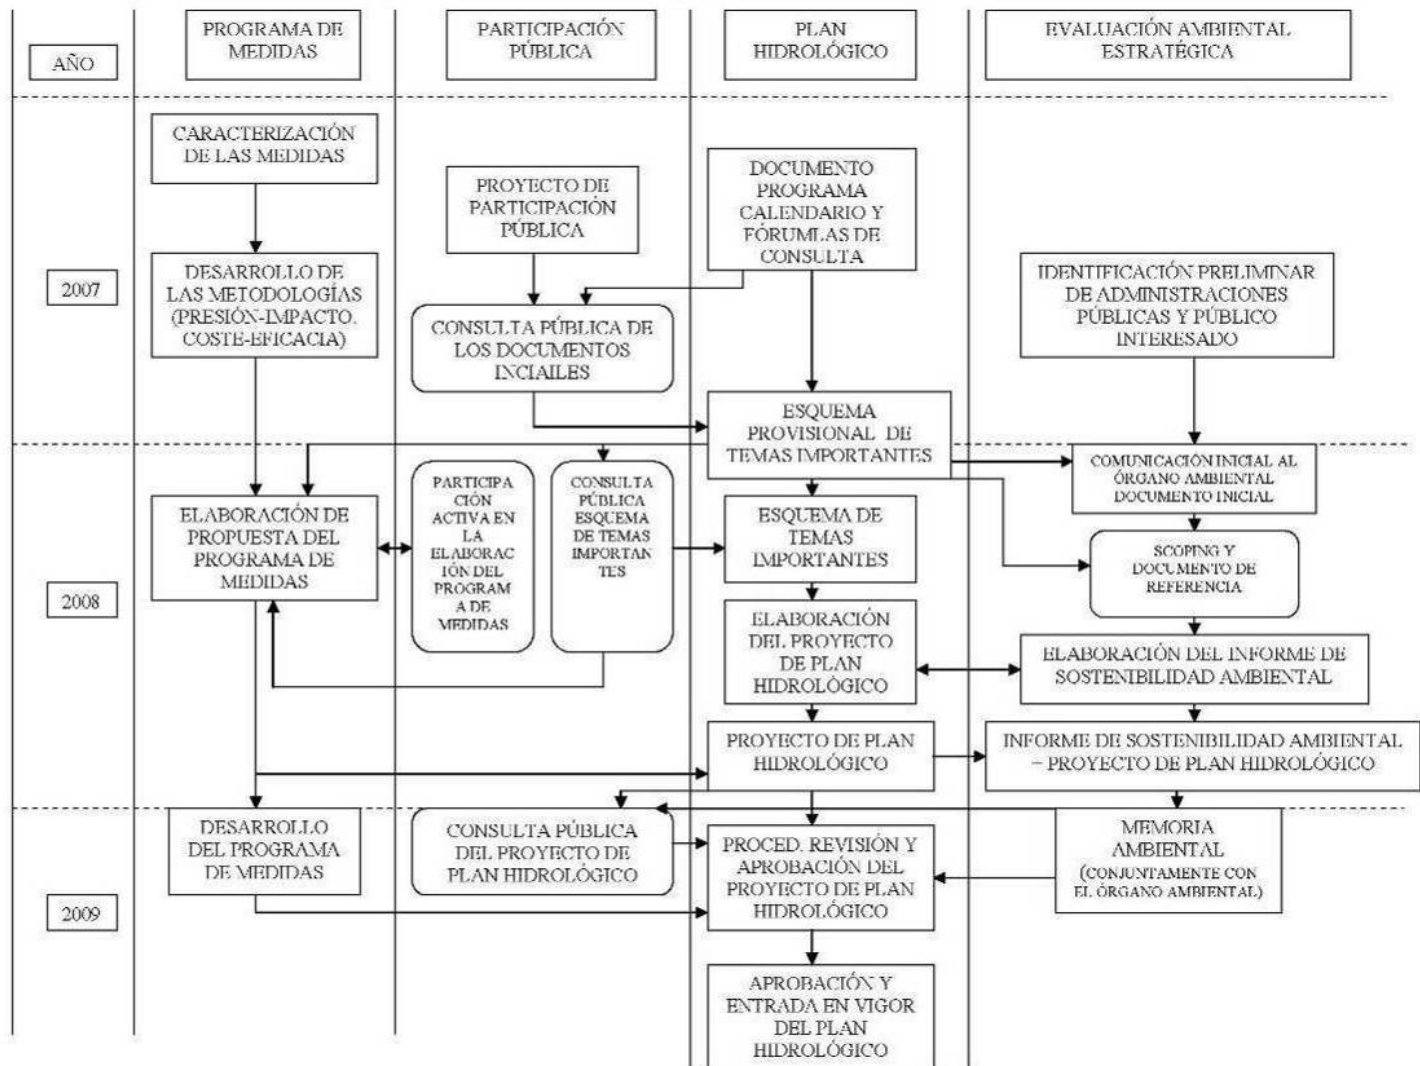 AÑO
PROGRAMA DE
MEDIDAS
PARTICIPACIÓN
PÚBLICA
PLAN
HIDROLÓGICO
EVALUACIÓN AMBIENTAL
ESTRATÉGICA
2007
CARACTERIZACIÓN
DE LAS MEDIDAS
DESARROLLO DE
LAS METODOLOGÍAS
(PRESIÓN-IMPACTO.
COSTE-EFICACIA)
PROYECTO DE
PARTICIPACIÓN
PÚBLICA
CONSULTA PÚBLICA DE
LOS DOCUMENTOS
INCIAILES
DOCUMENTO
PROGRAMA
CALENDARIO Y
FÓRUMLAS DE
CONSULTA
ESQUEMA
PROVISIONAL DE
TEMAS IMPORTANTES
IDENTIFICACIÓN PRELIMINAR
DE ADMINISTRACIONES
PÚBLICAS Y PÚBLICO
INTERESADO
2008
ELABORACIÓN DE
PROPUESTA DEL
PROGRAMA DE
MEDIDAS
PARTICIPA
CIÓN
ACTIVA EN
LA
ELABORAC
IÓN DEL
PROGRAM
A DE
MEDIDAS
CONSULTA
PÚBLICA
ESQUEMA
DE TEMAS
IMPORTAN
TES
ESQUEMA DE
TEMAS
IMPORTANTES
ELABORACIÓN
DEL PROYECTO
DE PLAN
HIDROLÓGICO
PROYECTO DE PLAN
HIDROLÓGICO
COMUNICACIÓN INICIAL AL
ÓRGANO AMBIENTAL
DOCUMENTO INICIAL
SCOPING Y
DOCUMENTO DE
REFERENCIA
ELABORACIÓN DEL INFORME DE
SOSTENIBILIDAD AMBIENTAL
INFORME DE SOSTENIBILIDAD AMBIENTAL
– PROYECTO DE PLAN HIDROLÓGICO
2009
DESARROLLO
DEL PROGRAMA
DE MEDIDAS
CONSULTA PÚBLICA
DEL PROYECTO DE
PLAN HIDROLÓGICO
PROCED. REVISIÓN Y
APROBACIÓN DEL
PROYECTO DE PLAN
HIDROLÓGICO
APROBACIÓN Y
ENTRADA EN VIGOR
DEL PLAN
HIDROLÓGICO
MEMORIA
AMBIENTAL
(CONJUNTAMENTE CON
EL ÓRGANO AMBIENTAL)